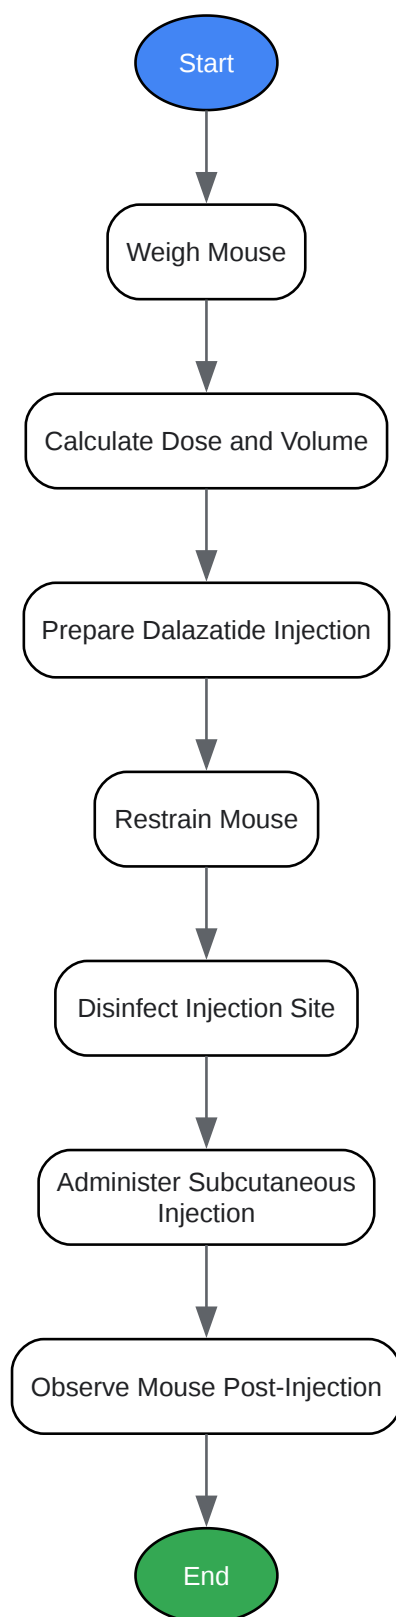 Start
Weigh Mouse
Calculate Dose and Volume
Prepare Dalazatide Injection
Restrain Mouse
Disinfect Injection Site
Administer Subcutaneous
Injection
Observe Mouse Post-Injection
End